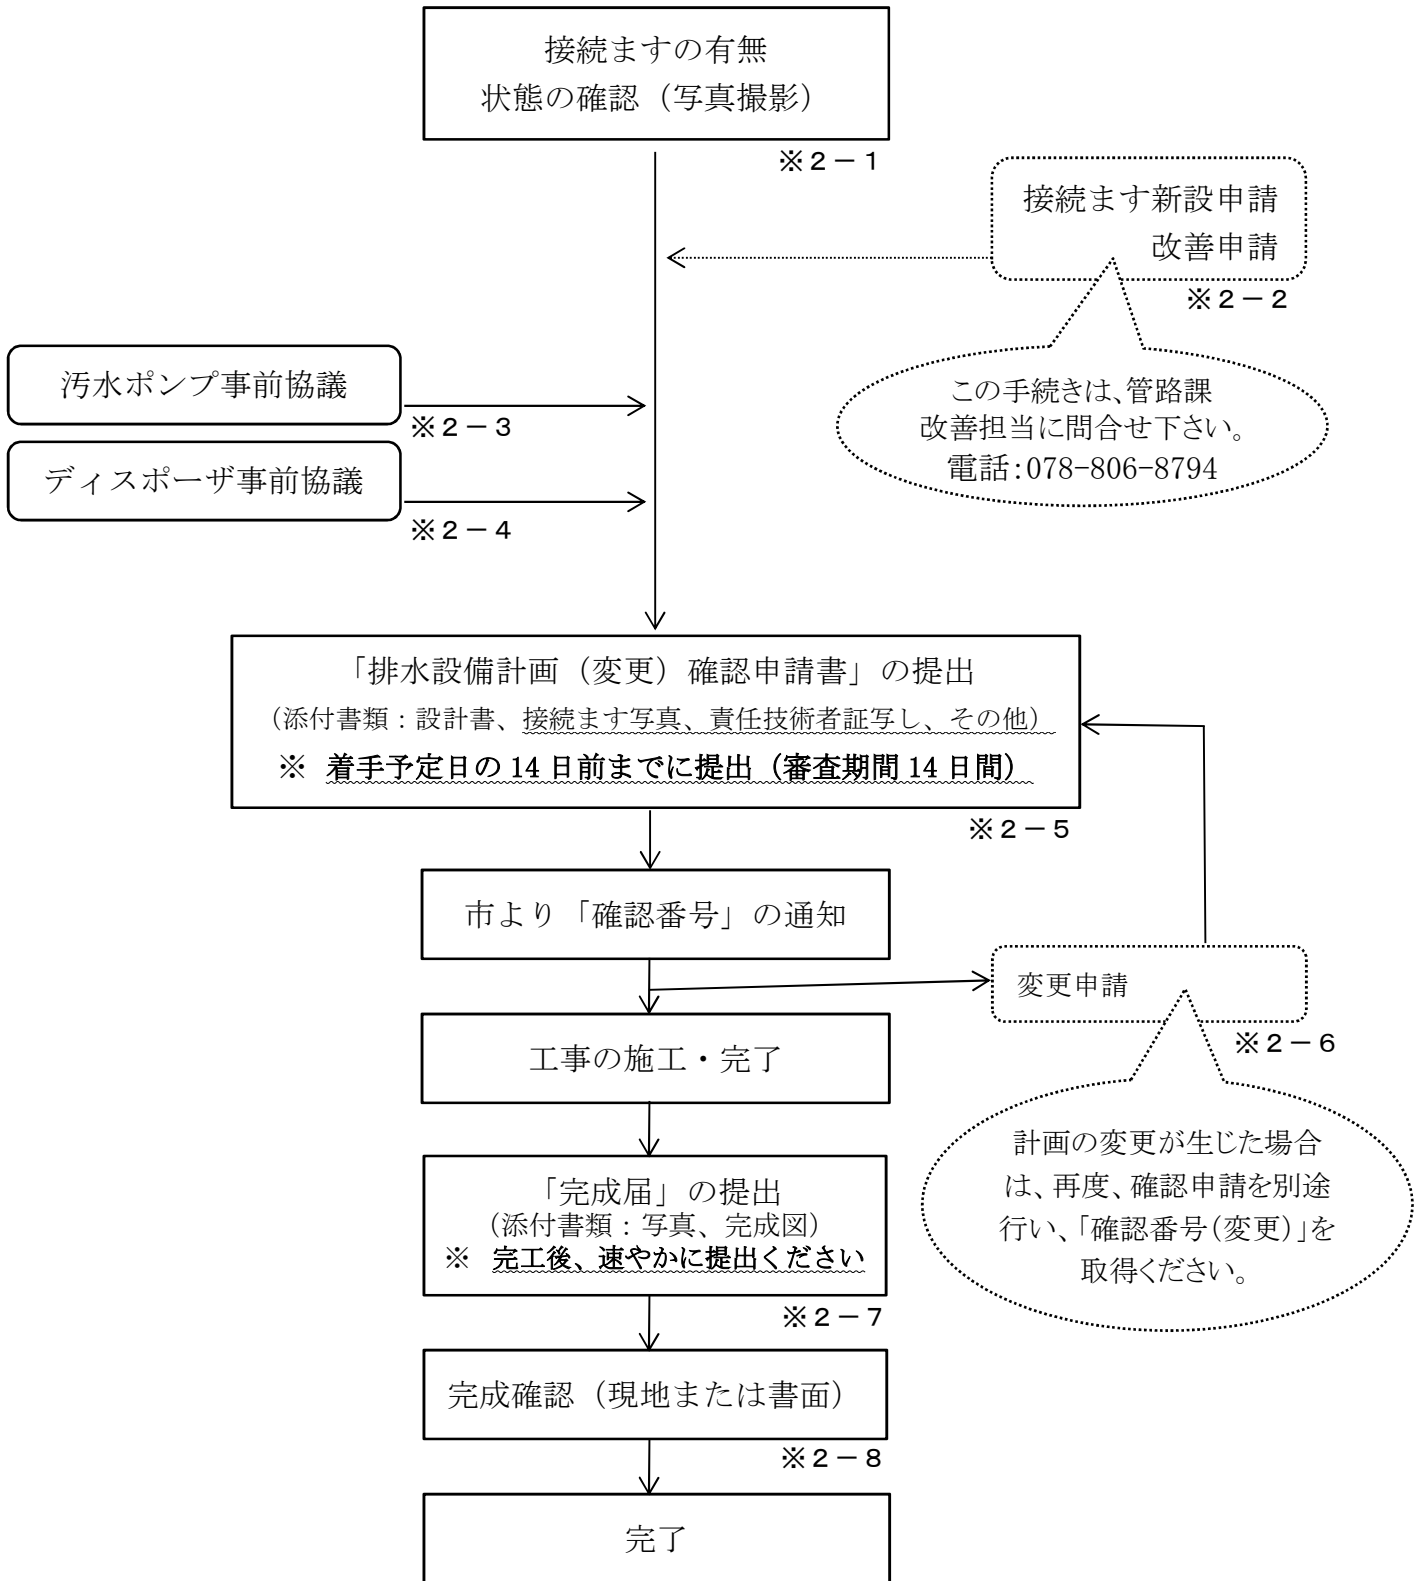 接続ますの有無
状態の確認（写真撮影）
※２－１
接続ます新設申請
改善申請
※２－２
この手続きは、管路課
改善担当に問合せ下さい。
電話：078-806-8794
汚水ポンプ事前協議
※２－３
ディスポーザ事前協議
※２－４
「排水設備計画（変更）確認申請書」の提出
（添付書類：設計書、接続ます写真、責任技術者証写し、その他）
※ 着手予定日の 14 日前までに提出（審査期間 14 日間）
※２－５
市より「確認番号」の通知
変更申請
※２－６
工事の施工・完了
計画の変更が生じた場合
は、再度、確認申請を別途
行い、「確認番号（変更）」を
取得ください。
「完成届」の提出
（添付書類：写真、完成図）
※ 完工後、速やかに提出ください
※２－７
完成確認（現地または書面）
※２－８
完了